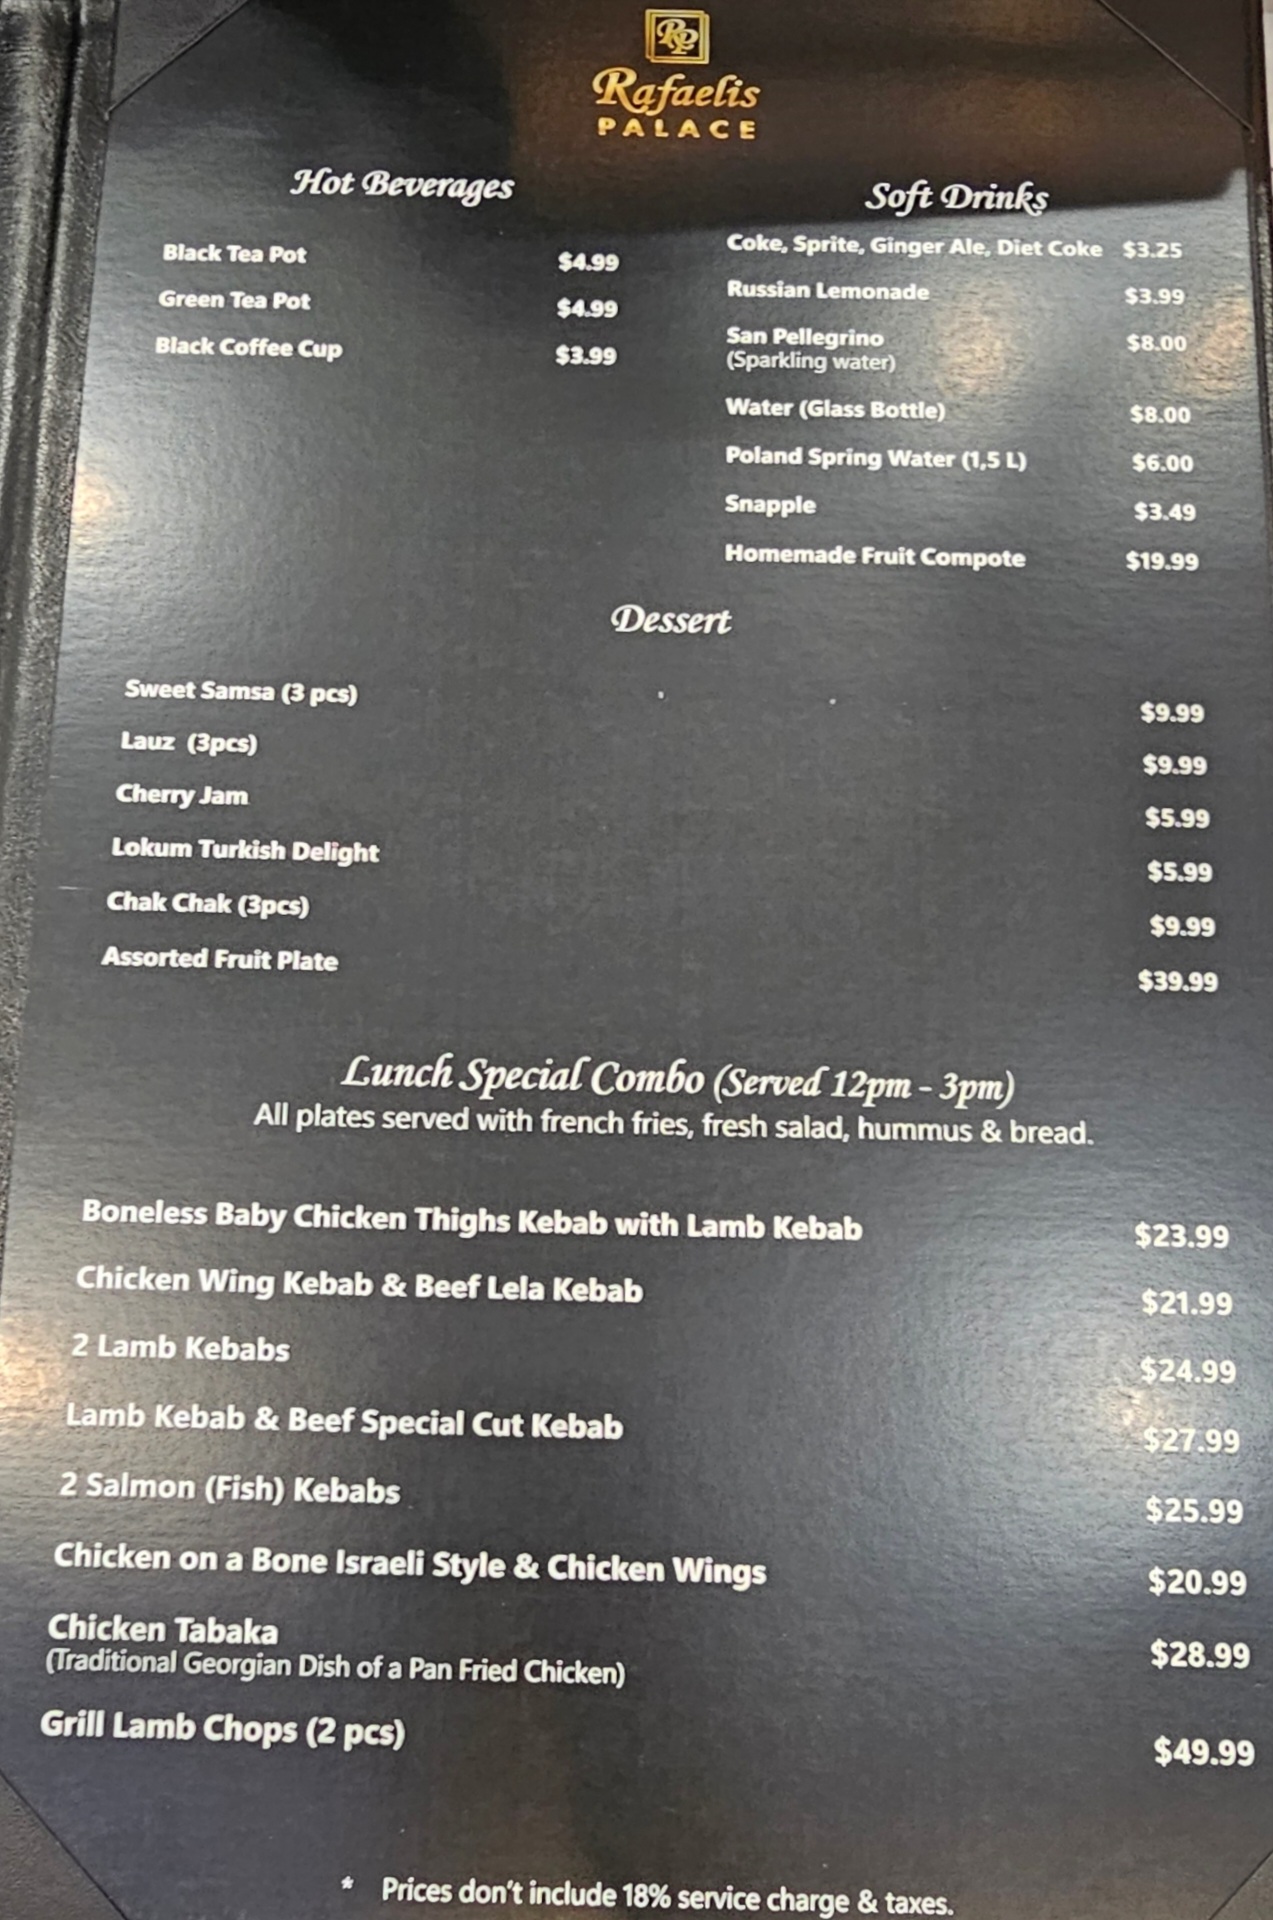 RP
Rafaelis
PALACE
Hot Beverages
Black Tea Pot $4.99
Green Tea Pot $4.99
Black Coffee Cup $3.99
Soft Drinks
Coke, Sprite, Ginger Ale, Diet Coke $3.25
Russian Lemonade $3.99
San Pellegrino $8.00
(Sparkling water)
Water (Glass Bottle) $8.00
Poland Spring Water (1,5 L) $6.00
Snapple $3.49
Homemade Fruit Compote $19.99
Dessert
Sweet Samsa (3 pcs) $9.99
Lauz (3pcs) $9.99
Cherry Jam $5.99
Lokum Turkish Delight $5.99
Chak Chak (3pcs) $9.99
Assorted Fruit Plate $39.99
Lunch Special Combo (Served 12pm - 3pm)
All plates served with french fries, fresh salad, hummus & bread.
Boneless Baby Chicken Thighs Kebab with Lamb Kebab $23.99
Chicken Wing Kebab & Beef Lela Kebab $21.99
2 Lamb Kebabs $24.99
Lamb Kebab & Beef Special Cut Kebab $27.99
2 Salmon (Fish) Kebabs $25.99
Chicken on a Bone Israeli Style & Chicken Wings $20.99
Chicken Tabaka $28.99
(Traditional Georgian Dish of a Pan Fried Chicken)
Grill Lamb Chops (2 pcs) $49.99
* Prices don't include 18% service charge & taxes.